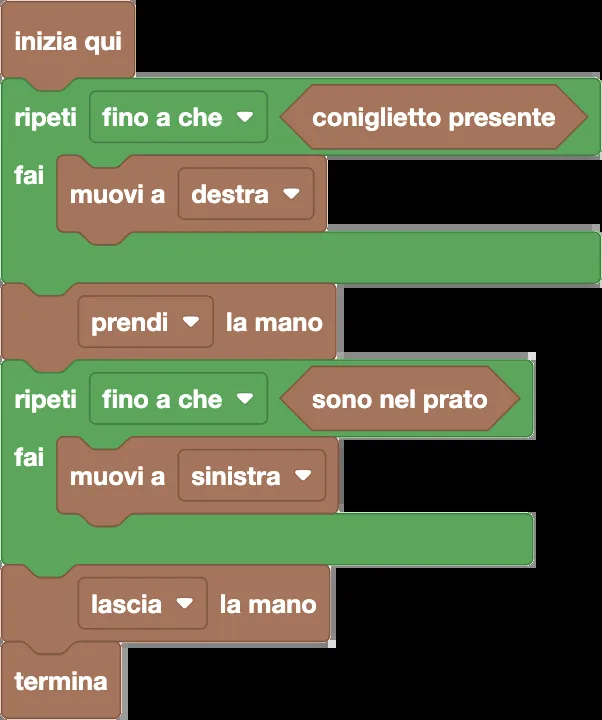 inizia qui
ripeti fino a che coniglietto presente
fai muovi a destra
prendi la mano
ripeti fino a che sono nel prato
fai muovi a sinistra
lascia la mano
termina